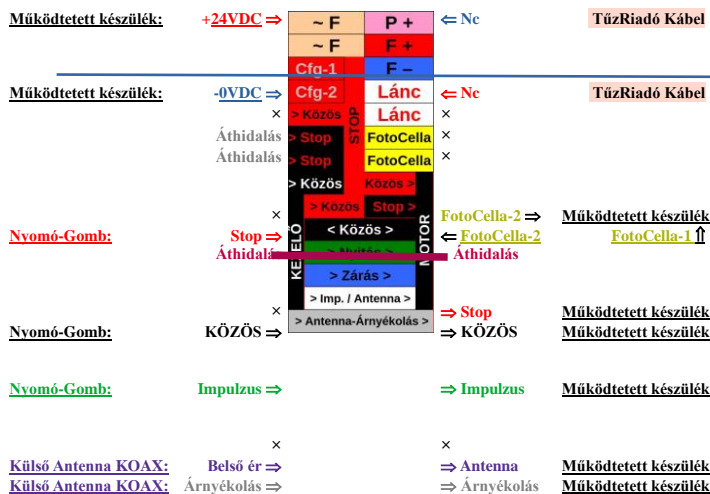 Működtetett készülék: +24VDC ⇒ ~ F P + ⇐ Nc TűzRiadó Kábel
~ F F +
Cfg-1 F –
Működtetett készülék: -0VDC ⇒ Cfg-2 Lánc ⇐ Nc TűzRiadó Kábel
× > Közös STOP Lánc ×
Áthidalás > Stop FotoCella ×
Áthidalás > Stop FotoCella ×
> Közös Közös >
× > Közös Stop > FotoCella-2 ⇒ Működtetett készülék
Nyomó-Gomb: Stop ⇒ KEZELŐ < Közös > MOTOR ⇐ FotoCella-2 FotoCella-1 ⇑
Áthidalás > Nyitás > Áthidalás
> Zárás >
> Imp. / Antenna >
× > Antenna-Árnyékolás > ⇒ Stop Működtetett készülék
Nyomó-Gomb: KÖZÖS ⇒ ⇒ KÖZÖS Működtetett készülék
Nyomó-Gomb: Impulzus ⇒ ⇒ Impulzus Működtetett készülék
× ×
Külső Antenna KOAX: Belső ér ⇒ ⇒ Antenna Működtetett készülék
Külső Antenna KOAX: Árnyékolás ⇒ ⇒ Árnyékolás Működtetett készülék